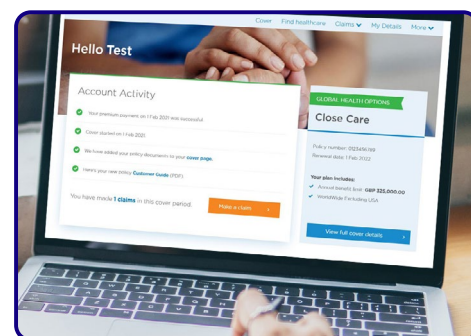 Cover Find healthcare Claims My Details More
Hello Test
Account Activity
Your premium payment on 1 Feb 2021 was successful
Cover started on 1 Feb 2021
We have added your policy documents to your cover page.
Here's your new policy Customer Guide (PDF).
You have made 1 claims in this cover period.
Make a claim
GLOBAL HEALTH OPTIONS
Close Care
Policy number: 0123456789
Renewal date: 1 Feb 2022
Your plan includes:
Annual benefit limit: GBP 325,000.00
WorldWide Excluding USA
View full cover details